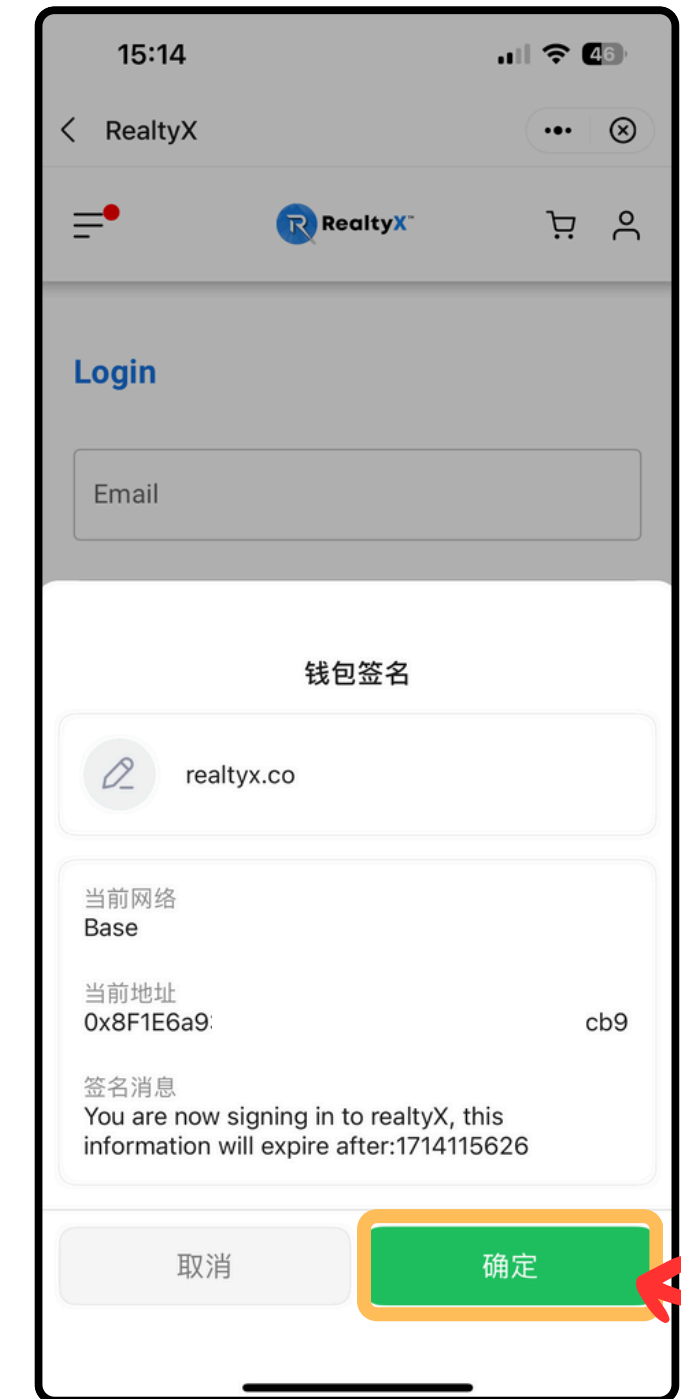 15:14
46
RealtyX
RealtyX™
Login
Email
钱包签名
realtyx.co
当前网络
Base
当前地址
0x8F1E6a93 cb9
签名消息
You are now signing in to realtyX, this
information will expire after:1714115626
取消
确定